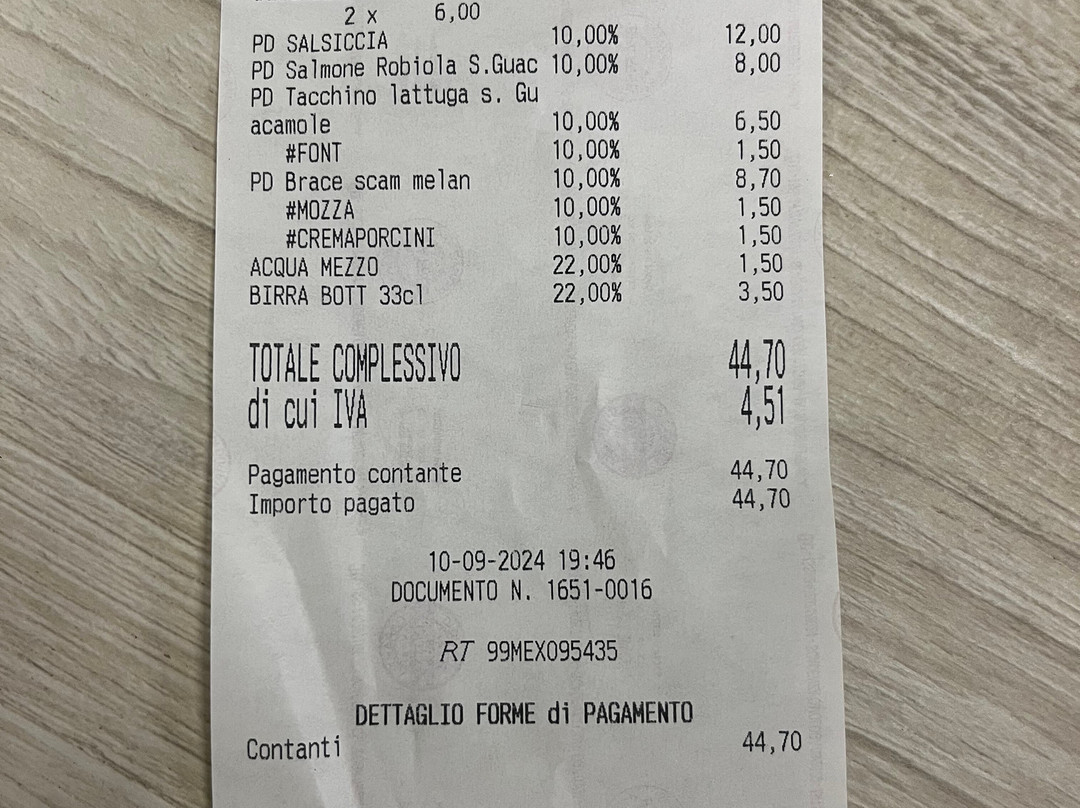 2 x 6,00
PD SALSICCIA 10,00% 12,00
PD Salmone Robiola S.Guac 10,00% 8,00
PD Tacchino lattuga s. Gu
acamole 10,00% 6,50
#FONT 10,00% 1,50
PD Brace scam melan 10,00% 8,70
#MOZZA 10,00% 1,50
#CREMAPORCINI 10,00% 1,50
ACQUA MEZZO 22,00% 1,50
BIRRA BOTT 33cl 22,00% 3,50
TOTALE COMPLESSIVO 44,70
di cui IVA 4,51
Pagamento contante 44,70
Importo pagato 44,70
10-09-2024 19:46
DOCUMENTO N. 1651-0016
RT 99MEX095435
DETTAGLIO FORME di PAGAMENTO
Contanti 44,70